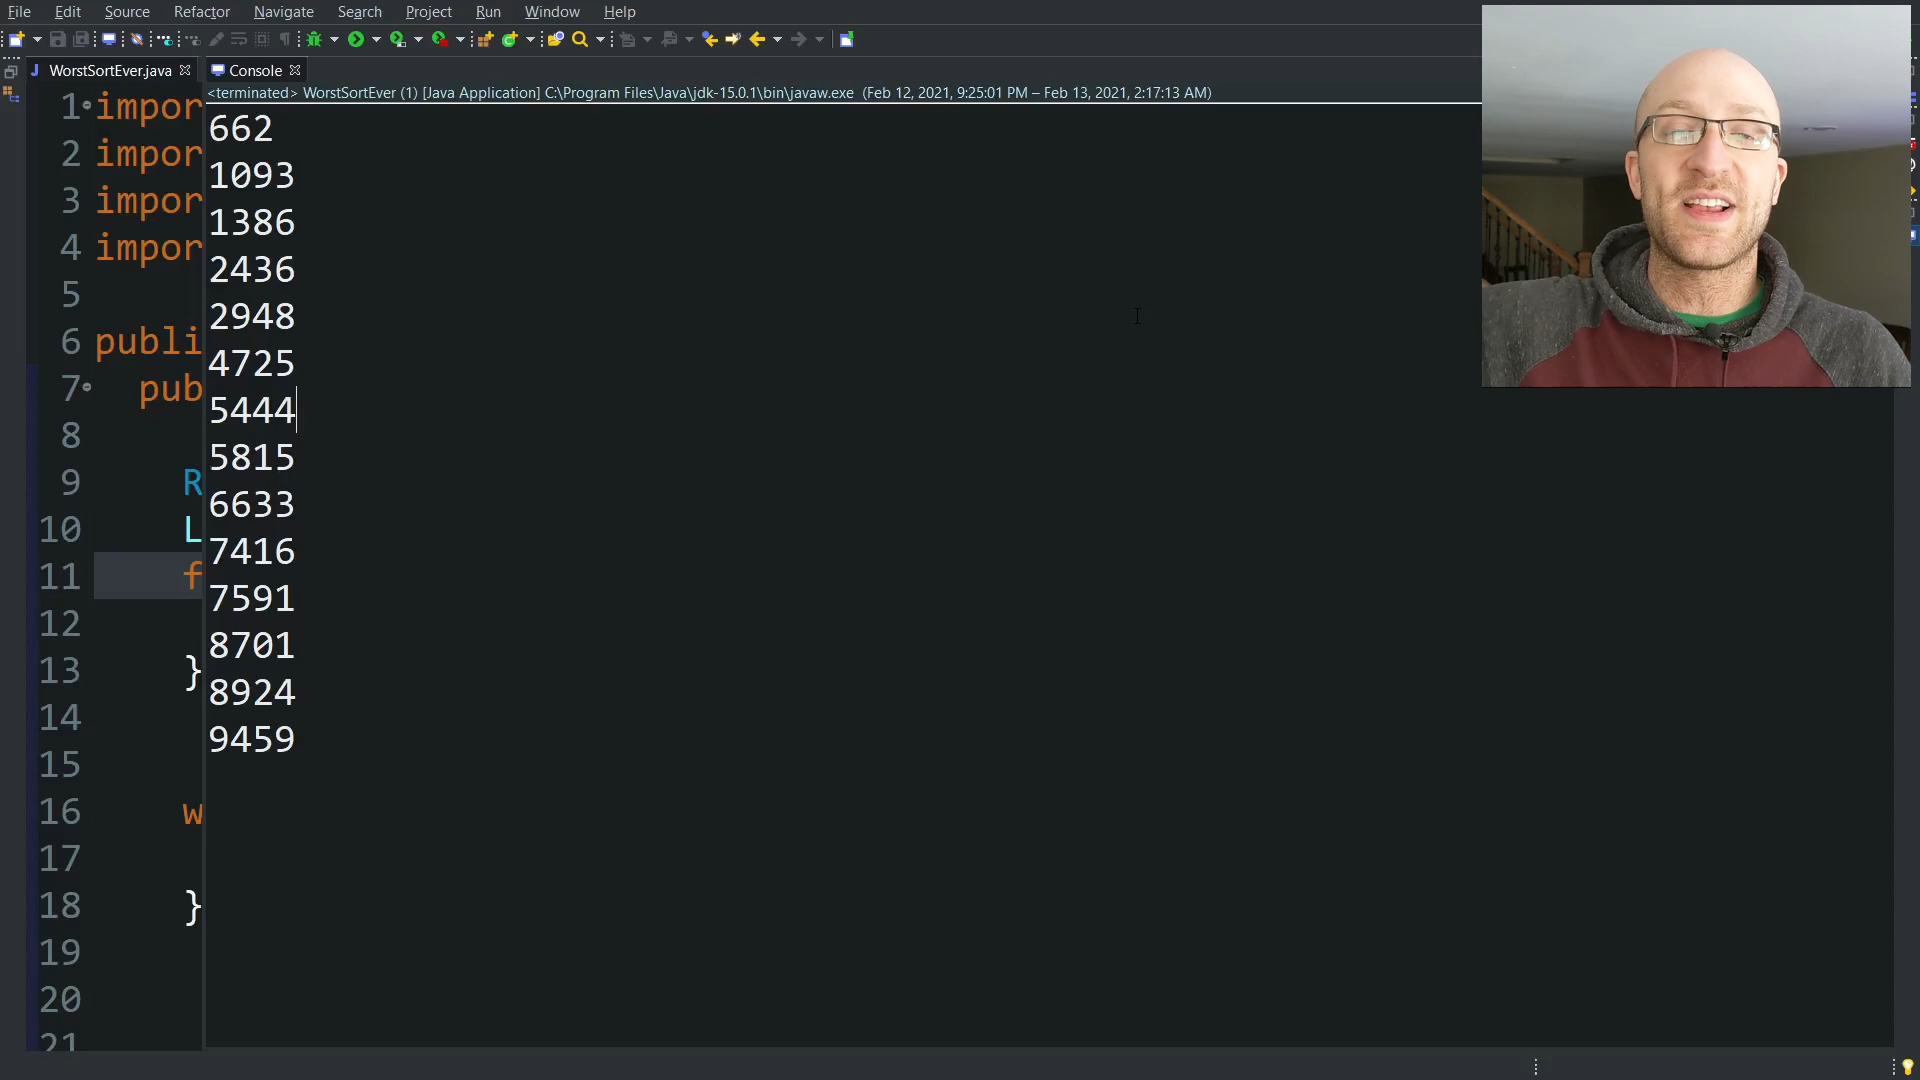 File Edit Source Refactor Navigate Search Project Run Window Help
WorstSortEver.java
Console
<terminated> WorstSortEver (1) [Java Application] C:\Program Files\Java\jdk-15.0.1\bin\javaw.exe (Feb 12, 2021, 9:25:01 PM – Feb 13, 2021, 2:17:13 AM)
1 impor
2 impor
3 impor
4 impor
5
6 publi
7 pub
8
9 R
10 L
11 f
12
13 }
14
15
16 w
17
18 }
19
20
21
662
1093
1386
2436
2948
4725
5444
5815
6633
7416
7591
8701
8924
9459